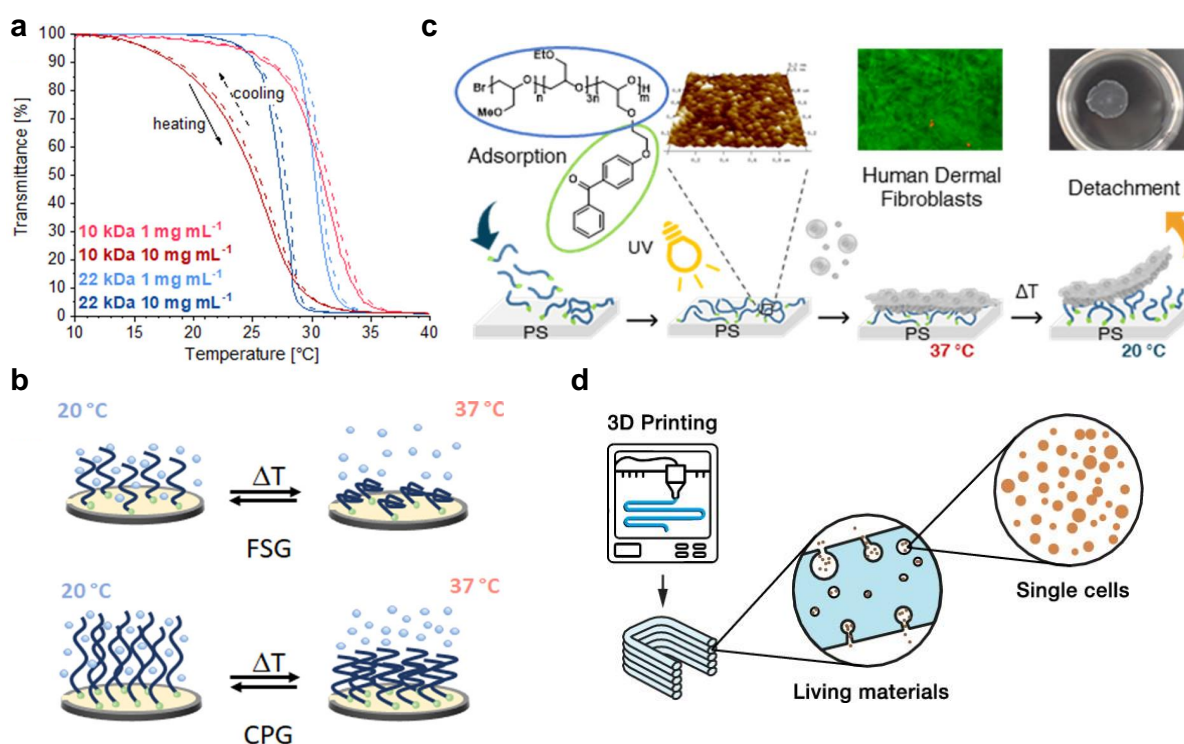 a
100
90
80
70
60
50
40
30
20
10
0
Transmittance [%]
cooling
heating
10 kDa 1 mg mL⁻¹
10 kDa 10 mg mL⁻¹
22 kDa 1 mg mL⁻¹
22 kDa 10 mg mL⁻¹
10 15 20 25 30 35 40
Temperature [°C]
b
20 °C
37 °C
ΔT
FSG
20 °C
37 °C
ΔT
CPG
c
EtO
Br
O
n
O
3n
O
m
H
MeO
O
O
O
Adsorption
UV
PS
PS
Human Dermal
Fibroblasts
PS
37 °C
ΔT
Detachment
PS
20 °C
d
3D Printing
Living materials
Single cells